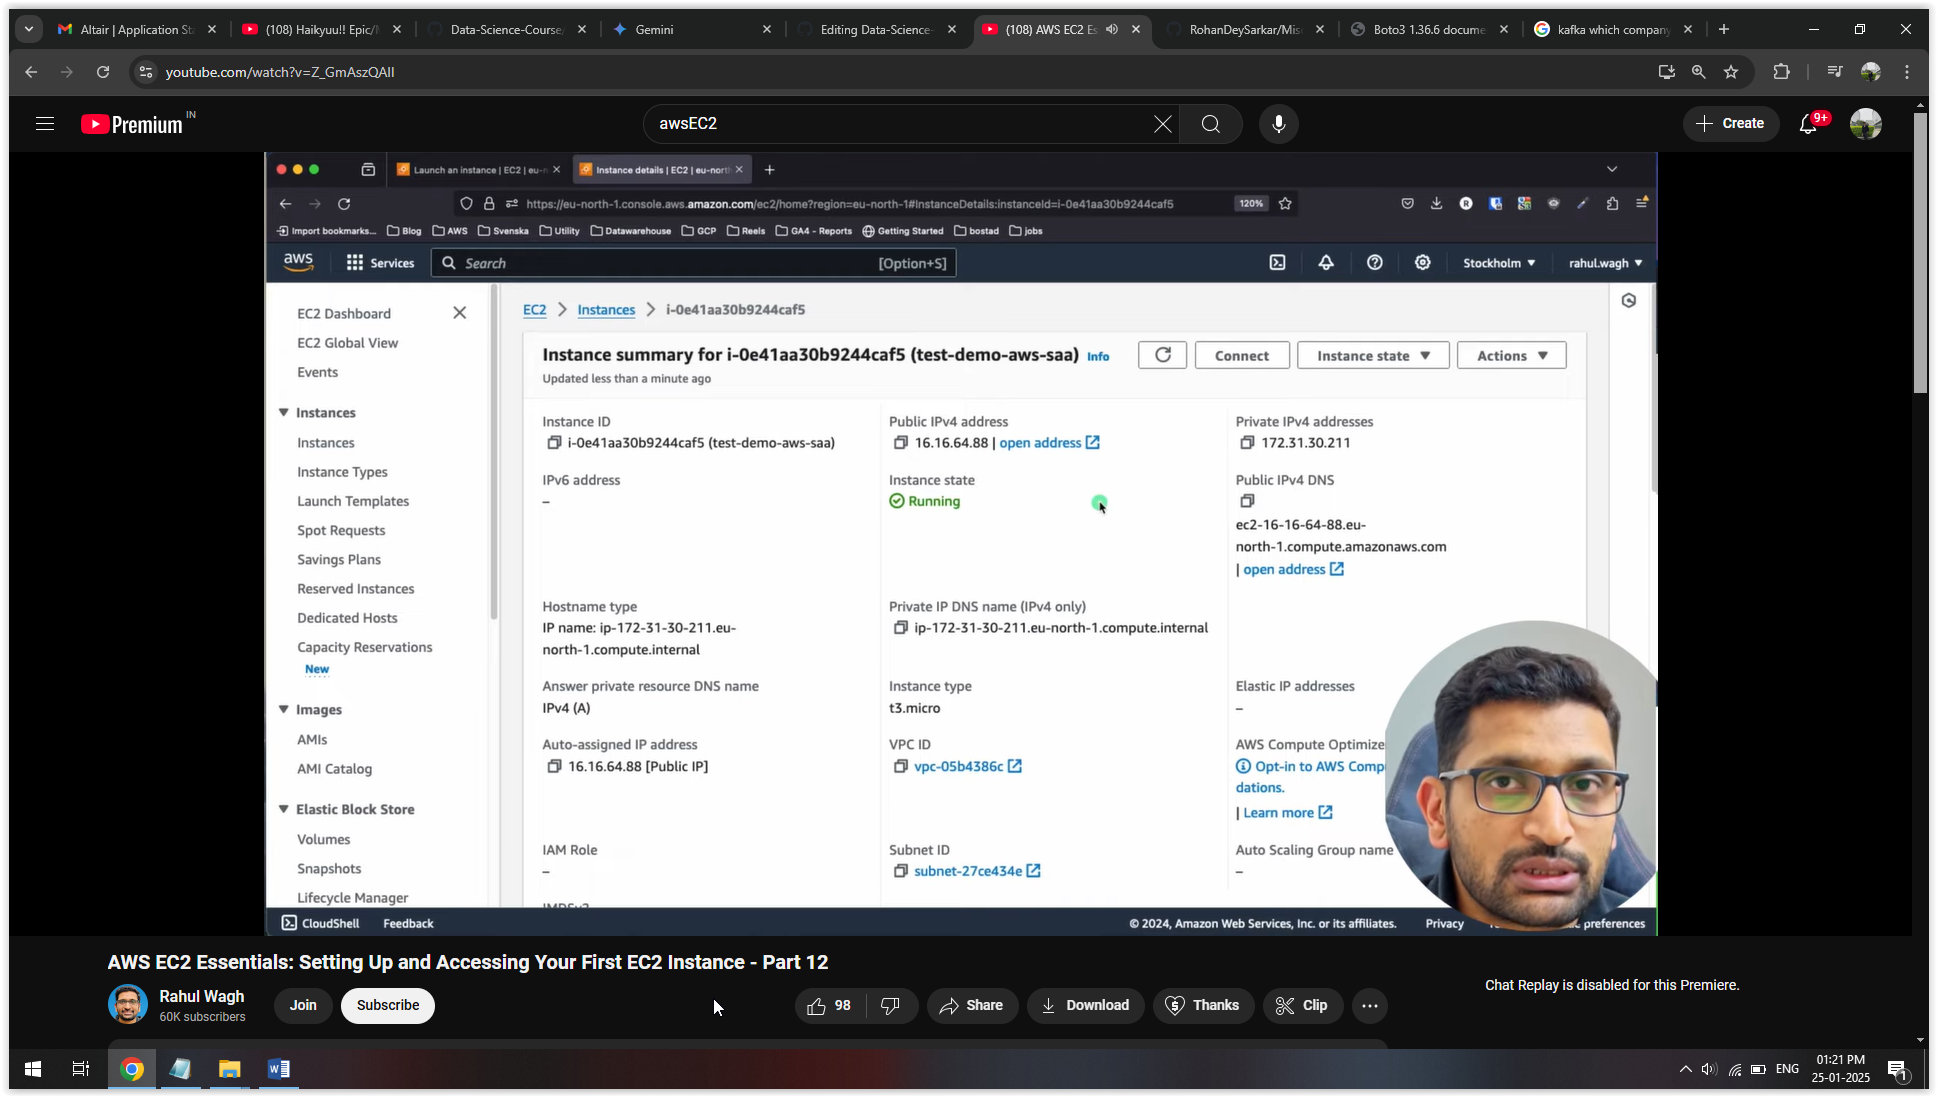 Altair | Application St
(108) Haikyuu!! Epic/M
Data-Science-Course/
Gemini
Editing Data-Science-
(108) AWS EC2 Es
RohanDeySarkar/Mis
Boto3 1.36.6 docume
kafka which company
youtube.com/watch?v=Z_GmAszQAII
Premium IN
awsEC2
Create
9+
Launch an instance | EC2 | eu-n
Instance details | EC2 | eu-north
https://eu-north-1.console.aws.amazon.com/ec2/home?region=eu-north-1#InstanceDetails:instanceId=i-0e41aa30b9244caf5
120%
Import bookmarks... Blog AWS Svenska Utility Datawarehouse GCP Reels GA4 - Reports Getting Started bostad jobs
aws Services Search [Option+S] Stockholm rahul.wagh
EC2 Dashboard
EC2 Global View
Events
Instances
Instances
Instance Types
Launch Templates
Spot Requests
Savings Plans
Reserved Instances
Dedicated Hosts
Capacity Reservations
New
Images
AMIs
AMI Catalog
Elastic Block Store
Volumes
Snapshots
Lifecycle Manager
EC2 > Instances > i-0e41aa30b9244caf5
Instance summary for i-0e41aa30b9244caf5 (test-demo-aws-saa) Info
Connect
Instance state
Actions
Updated less than a minute ago
Instance ID
i-0e41aa30b9244caf5 (test-demo-aws-saa)
Public IPv4 address
16.16.64.88 | open address
Private IPv4 addresses
172.31.30.211
IPv6 address
–
Instance state
Running
Public IPv4 DNS
ec2-16-16-64-88.eu-
north-1.compute.amazonaws.com
| open address
Hostname type
IP name: ip-172-31-30-211.eu-
north-1.compute.internal
Private IP DNS name (IPv4 only)
ip-172-31-30-211.eu-north-1.compute.internal
Answer private resource DNS name
IPv4 (A)
Instance type
t3.micro
Elastic IP addresses
–
Auto-assigned IP address
16.16.64.88 [Public IP]
VPC ID
vpc-05b4386c
AWS Compute Optimize
Opt-in to AWS Comp
dations.
| Learn more
IAM Role
–
Subnet ID
subnet-27ce434e
Auto Scaling Group name
–
IMDSv2
CloudShell Feedback
© 2024, Amazon Web Services, Inc. or its affiliates.
Privacy
preferences
AWS EC2 Essentials: Setting Up and Accessing Your First EC2 Instance - Part 12
Rahul Wagh
60K subscribers
Join
Subscribe
98
Share
Download
Thanks
Clip
Chat Replay is disabled for this Premiere.
ENG
01:21 PM
25-01-2025
1